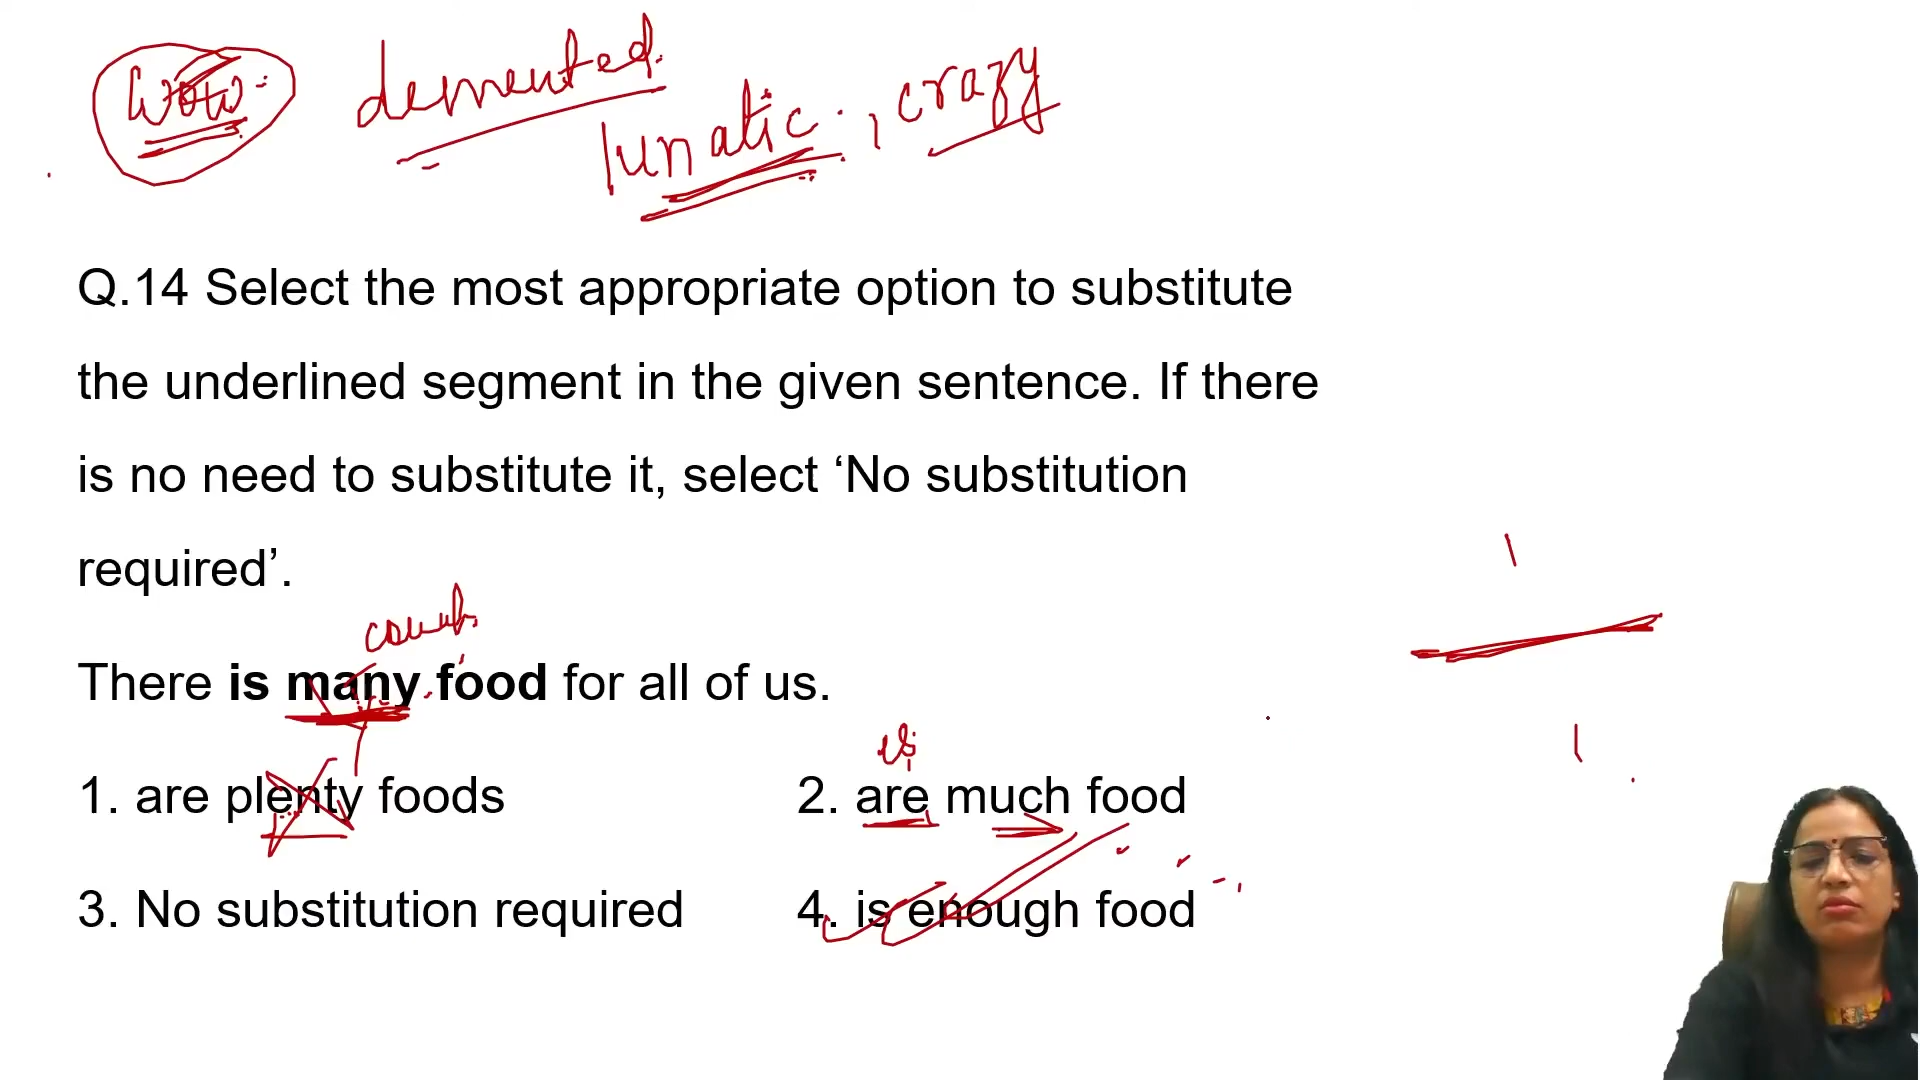 wow
demented
lunatic, crazy
Q.14 Select the most appropriate option to substitute
the underlined segment in the given sentence. If there
is no need to substitute it, select ‘No substitution
required’.
count
There is many food for all of us.
is
1. are plenty foods 2. are much food
3. No substitution required 4. is enough food